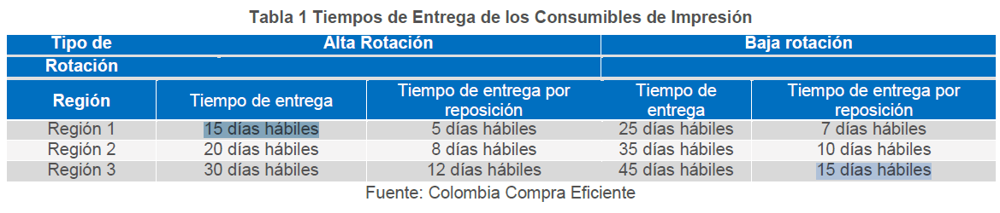 Tabla 1 Tiempos de Entrega de los Consumibles de Impresión
Tipo de Alta Rotación Baja rotación
Rotación
Región Tiempo de entrega Tiempo de entrega por reposición Tiempo de entrega Tiempo de entrega por reposición
Región 1 15 días hábiles 5 días hábiles 25 días hábiles 7 días hábiles
Región 2 20 días hábiles 8 días hábiles 35 días hábiles 10 días hábiles
Región 3 30 días hábiles 12 días hábiles 45 días hábiles 15 días hábiles
Fuente: Colombia Compra Eficiente